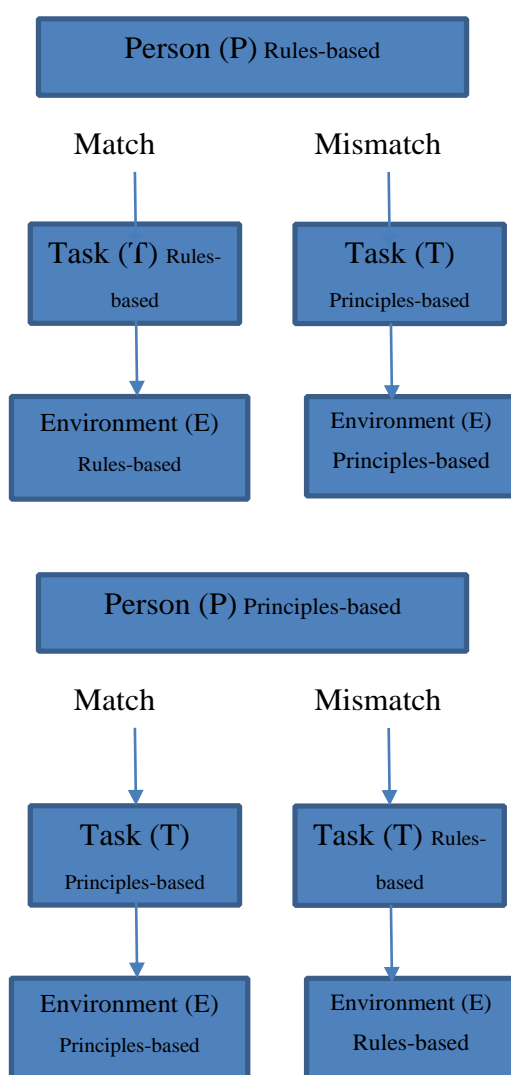 Person (P) Rules-based
Match
Mismatch
Task (T) Rules-
based
Task (T)
Principles-based
Environment (E)
Rules-based
Environment (E)
Principles-based
Person (P) Principles-based
Match
Mismatch
Task (T)
Principles-based
Task (T) Rules-
based
Environment (E)
Principles-based
Environment (E)
Rules-based